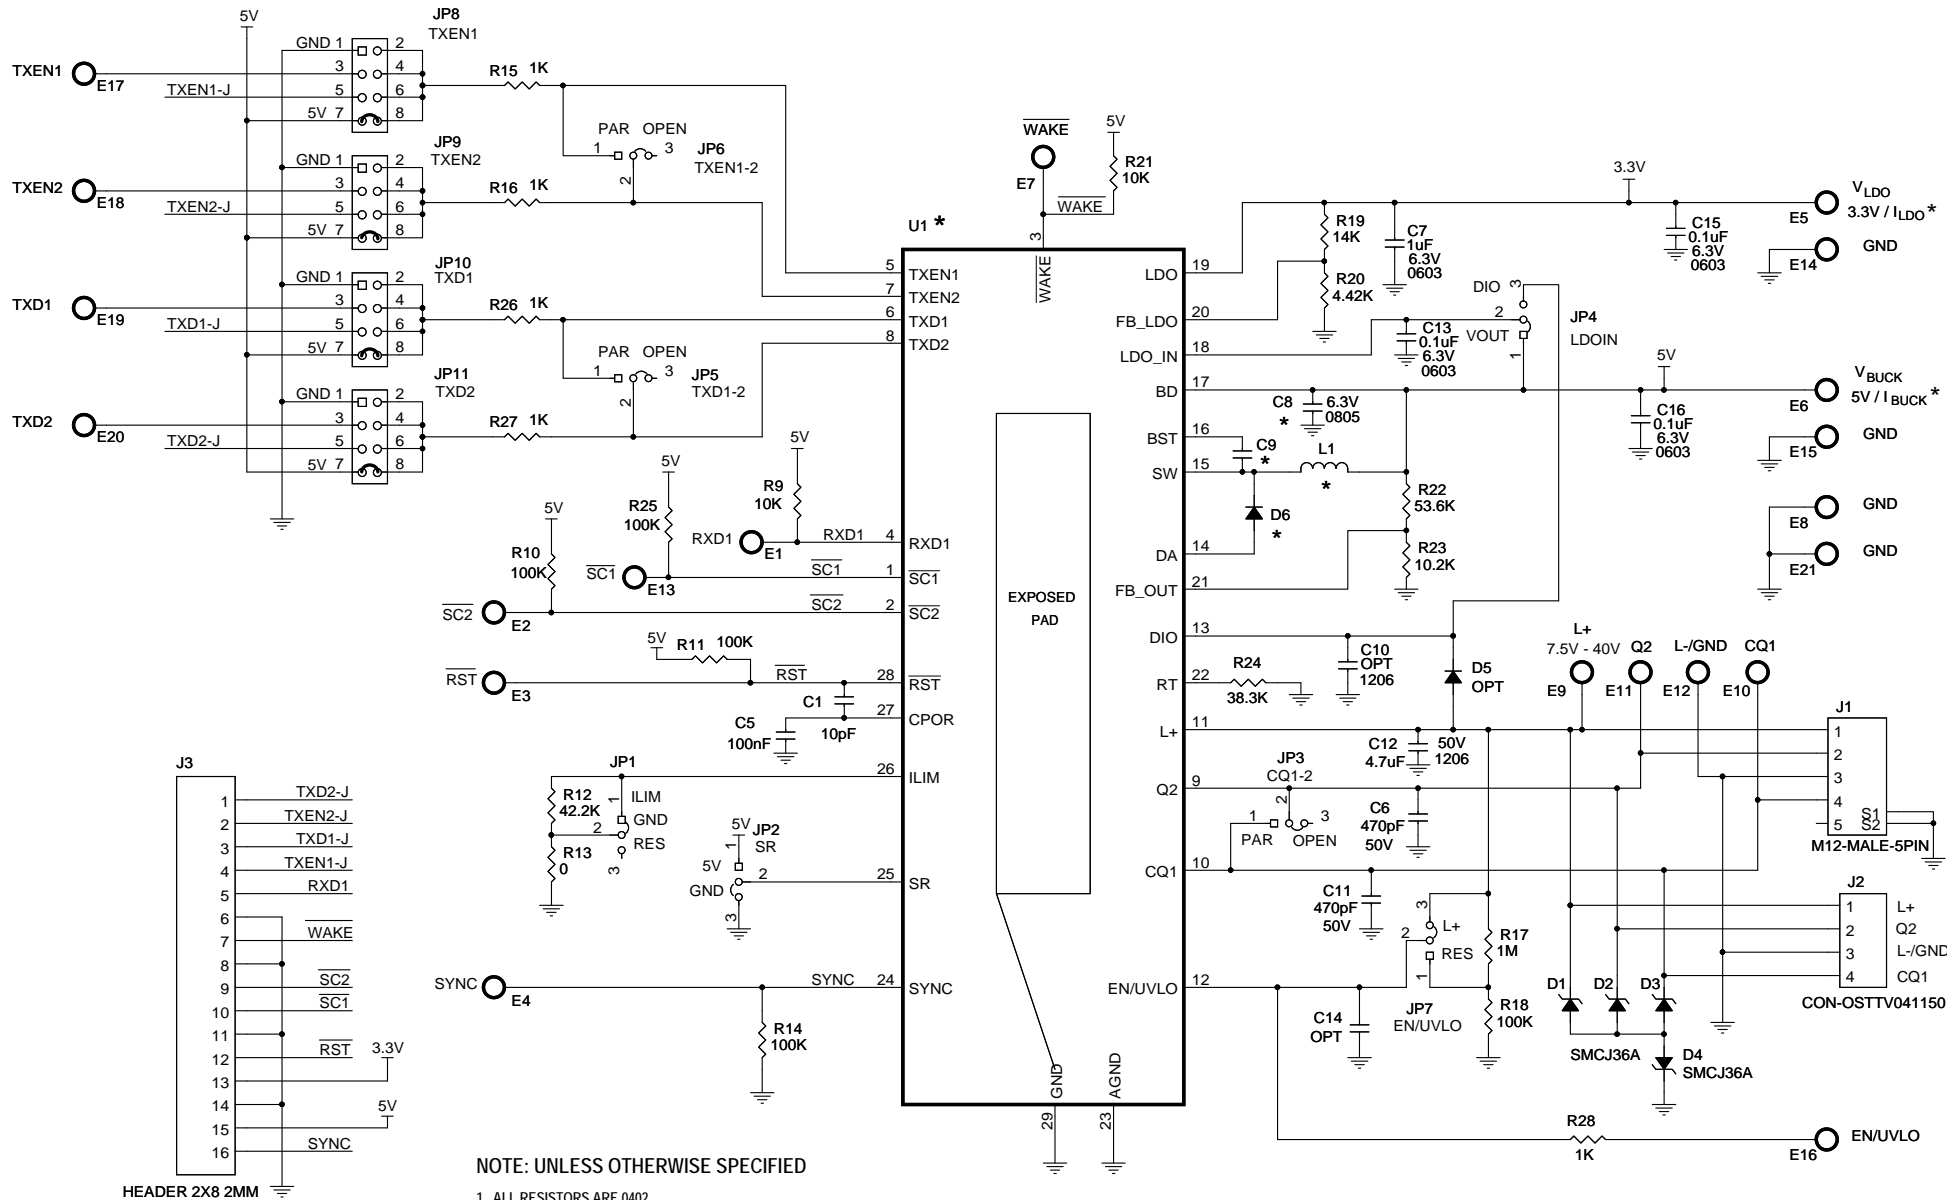 5V
JP8
TXEN1
GND 1 2
3 4
5 6
5V 7 8
TXEN1
E17
TXEN1-J
R15 1K
PAR OPEN
1 3
2
JP6
TXEN1-2
JP9
TXEN2
GND 1 2
3 4
5 6
5V 7 8
TXEN2
E18
TXEN2-J
R16 1K
JP10
TXD1
GND 1 2
3 4
5 6
5V 7 8
TXD1
E19
TXD1-J
R26 1K
PAR OPEN
1 3
2
JP5
TXD1-2
JP11
TXD2
GND 1 2
3 4
5 6
5V 7 8
TXD2
E20
TXD2-J
R27 1K
WAKE
E7
5V
R21
10K
WAKE
3
U1 *
WAKE
5 TXEN1
7 TXEN2
6 TXD1
8 TXD2
5V
R9
10K
RXD1
E1
RXD1
4 RXD1
5V
R25
100K
SC1
E13
SC1
1 SC1
5V
R10
100K
SC2
E2
SC2
2 SC2
5V
R11 100K
RST
E3
RST
28 RST
C1
10pF
27 CPOR
C5
100nF
26 ILIM
JP1
ILIM
1
GND
2
RES
3
R12
42.2K
R13
0
5V
JP2
SR
1
5V
2
GND
3
25 SR
SYNC
E4
SYNC
24 SYNC
R14
100K
EXPOSED
PAD
GND
29
AGND
23
LDO 19
FB_LDO 20
LDO_IN 18
BD 17
BST 16
SW 15
DA 14
FB_OUT 21
DIO 13
RT 22
L+ 11
Q2 9
CQ1 10
EN/UVLO 12
R19
14K
R20
4.42K
C7
1uF
6.3V
0603
3.3V
C15
0.1uF
6.3V
0603
VLDO
3.3V / ILDO*
E5
GND
E14
C13
0.1uF
6.3V
0603
DIO 3
2
VOUT
1
JP4
LDOIN
5V
C16
0.1uF
6.3V
0603
VBUCK
5V / IBUCK*
E6
GND
E15
GND
E8
GND
E21
C8
*
6.3V
0805
C9
*
L1
*
D6
*
R22
53.6K
R23
10.2K
C10
OPT
1206
D5
OPT
R24
38.3K
L+
7.5V - 40V
E9
Q2
E11
L-/GND
E12
CQ1
E10
C12
4.7uF
50V
1206
JP3
CQ1-2
2
1 3
PAR OPEN
C6
470pF
50V
C11
470pF
50V
3
L+
2
RES
1
JP7
EN/UVLO
R17
1M
R18
100K
C14
OPT
J1
1
2
3
4
5
S1
S2
M12-MALE-5PIN
J2
1 L+
2 Q2
3 L-/GND
4 CQ1
CON-OSTTV041150
D1
D2
D3
SMCJ36A
D4
SMCJ36A
R28
1K
EN/UVLO
E16
J3
1 TXD2-J
2 TXEN2-J
3 TXD1-J
4 TXEN1-J
5 RXD1
6
7 WAKE
8
9 SC2
10 SC1
11
12 RST
13 3.3V
14
15 5V
16 SYNC
HEADER 2X8 2MM
NOTE: UNLESS OTHERWISE SPECIFIED
1. ALL RESISTORS ARE 0402